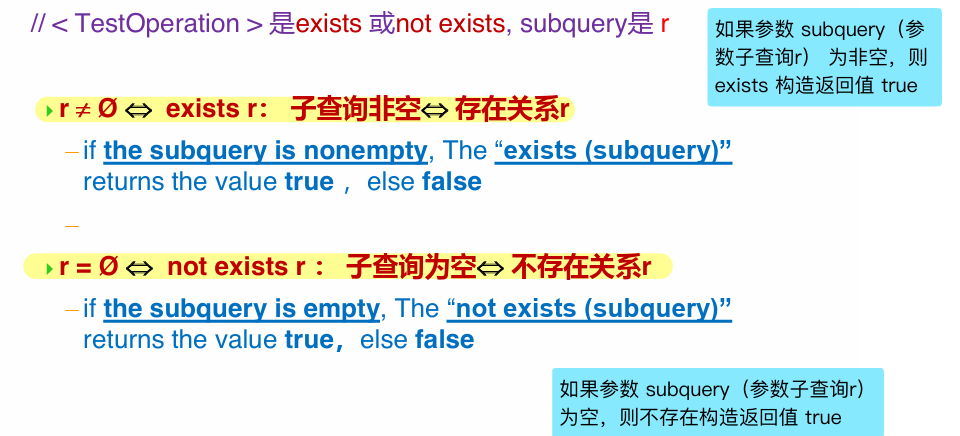 //＜TestOperation＞是exists 或not exists, subquery是 r
如果参数 subquery（参
数子查询r） 为非空，则
exists 构造返回值 true
r ≠ Ø ⇔ exists r： 子查询非空⇔ 存在关系r
–if the subquery is nonempty, The “exists (subquery)”
returns the value true ，else false
–
r = Ø ⇔ not exists r ： 子查询为空⇔ 不存在关系r
–if the subquery is empty, The “not exists (subquery)”
returns the value true，else false
如果参数 subquery（参数子查询r）
为空，则不存在构造返回值 true